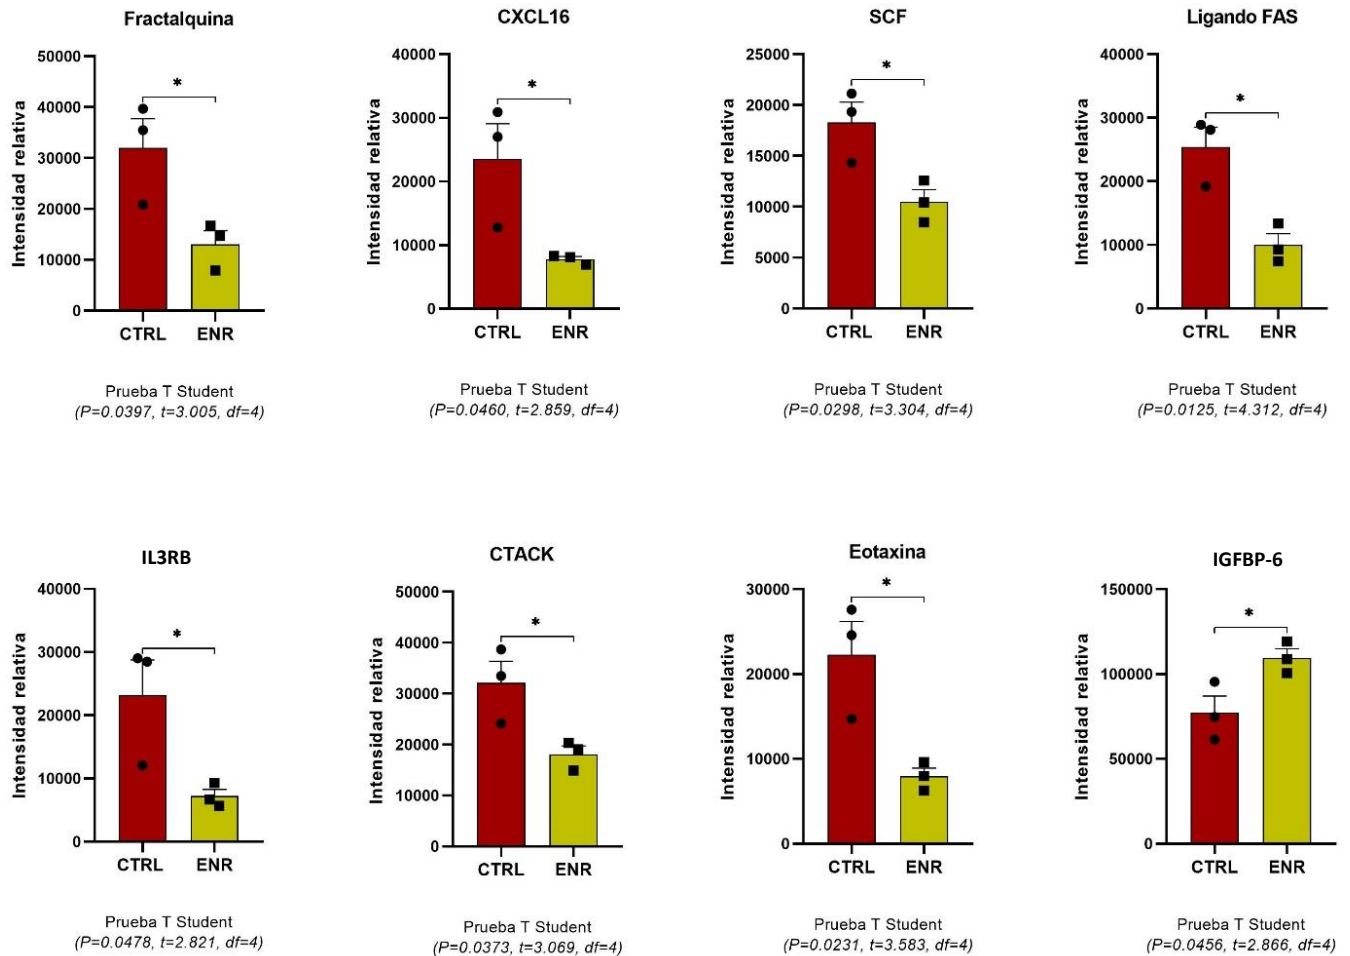 Fractalquina
Intensidad relativa
50000
40000
30000
20000
10000
0
*
CTRL ENR
Prueba T Student
(P=0.0397, t=3.005, df=4)
CXCL16
Intensidad relativa
40000
30000
20000
10000
0
*
CTRL ENR
Prueba T Student
(P=0.0460, t=2.859, df=4)
SCF
Intensidad relativa
25000
20000
15000
10000
5000
0
*
CTRL ENR
Prueba T Student
(P=0.0298, t=3.304, df=4)
Ligando FAS
Intensidad relativa
40000
30000
20000
10000
0
*
CTRL ENR
Prueba T Student
(P=0.0125, t=4.312, df=4)
IL3RB
Intensidad relativa
40000
30000
20000
10000
0
*
CTRL ENR
Prueba T Student
(P=0.0478, t=2.821, df=4)
CTACK
Intensidad relativa
50000
40000
30000
20000
10000
0
*
CTRL ENR
Prueba T Student
(P=0.0373, t=3.069, df=4)
Eotaxina
Intensidad relativa
30000
20000
10000
0
*
CTRL ENR
Prueba T Student
(P=0.0231, t=3.583, df=4)
IGFBP-6
Intensidad relativa
150000
100000
50000
0
*
CTRL ENR
Prueba T Student
(P=0.0456, t=2.866, df=4)